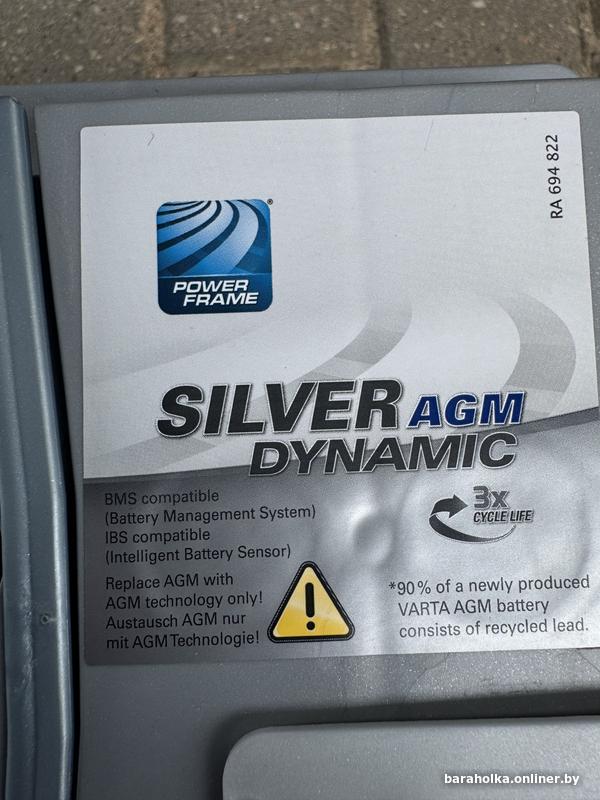 RA 694 822
POWER
FRAME
®
SILVER AGM
DYNAMIC
BMS compatible
(Battery Management System)
IBS compatible
(Intelligent Battery Sensor)
3x
CYCLE LIFE
Replace AGM with
AGM technology only!
Austausch AGM nur
mit AGM Technologie!
*90% of a newly produced
VARTA AGM battery
consists of recycled lead.
baraholka.onliner.by